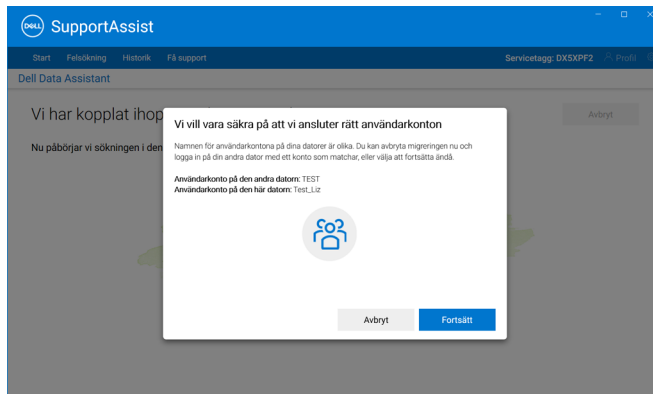 DELL SupportAssist
Start Felsökning Historik Få support Servicetagg: DX5XPF2 Profil
Dell Data Assistant
Vi har kopplat ihop
Avbryt
Nu påbörjar vi sökningen i den
Vi vill vara säkra på att vi ansluter rätt användarkonton
Namnen för användarkontona på dina datorer är olika. Du kan avbryta migreringen nu och
logga in på din andra dator med ett konto som matchar, eller välja att fortsätta ändå.
Användarkonto på den andra datorn: TEST
Användarkonto på den här datorn: Test_Liz
Avbryt Fortsätt